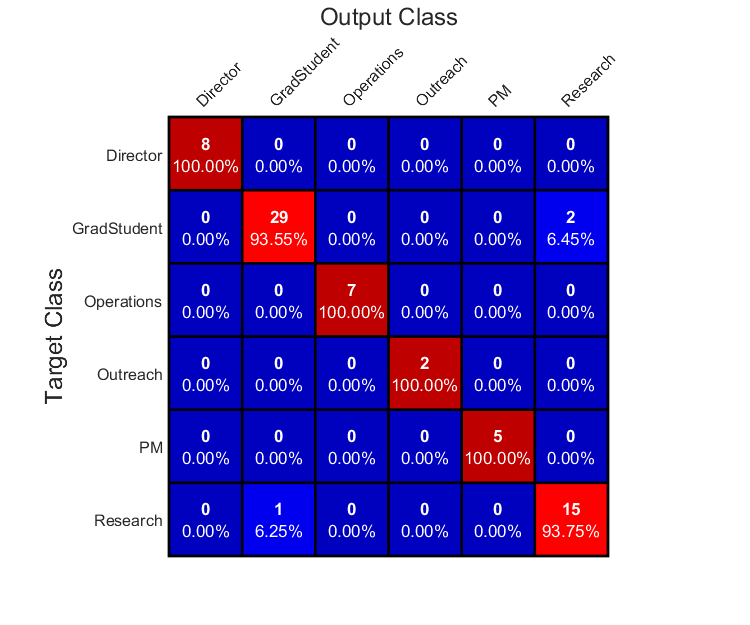 Output Class
Director GradStudent Operations Outreach PM Research
Target Class
Director
8 0 0 0 0 0
100.00% 0.00% 0.00% 0.00% 0.00% 0.00%
GradStudent
0 29 0 0 0 2
0.00% 93.55% 0.00% 0.00% 0.00% 6.45%
Operations
0 0 7 0 0 0
0.00% 0.00% 100.00% 0.00% 0.00% 0.00%
Outreach
0 0 0 2 0 0
0.00% 0.00% 0.00% 100.00% 0.00% 0.00%
PM
0 0 0 0 5 0
0.00% 0.00% 0.00% 0.00% 100.00% 0.00%
Research
0 1 0 0 0 15
0.00% 6.25% 0.00% 0.00% 0.00% 93.75%